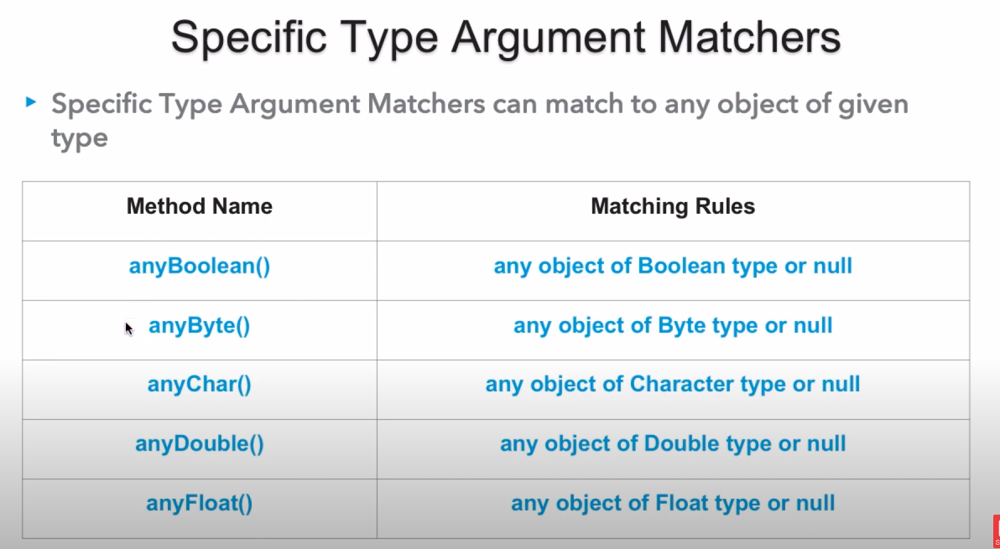 Specific Type Argument Matchers
Specific Type Argument Matchers can match to any object of given
type
Method Name Matching Rules
anyBoolean() any object of Boolean type or null
anyByte() any object of Byte type or null
anyChar() any object of Character type or null
anyDouble() any object of Double type or null
anyFloat() any object of Float type or null